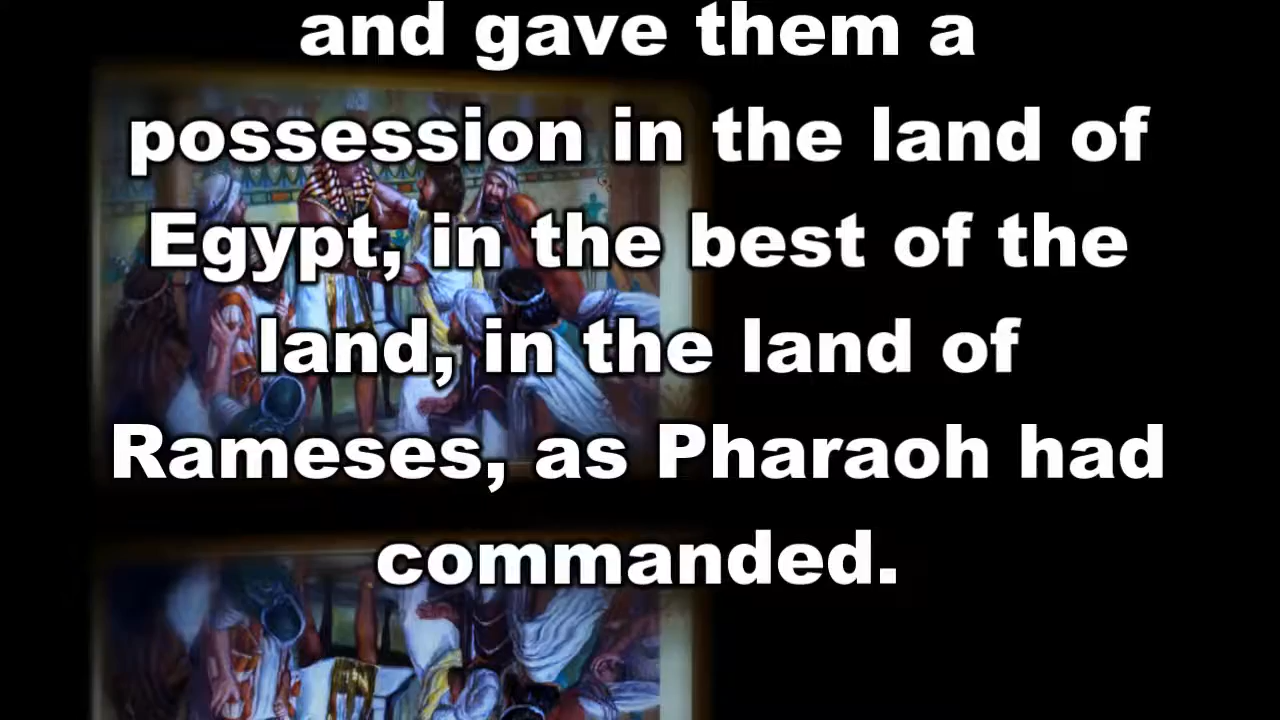 and gave them a
possession in the land of
Egypt, in the best of the
land, in the land of
Rameses, as Pharaoh had
commanded.